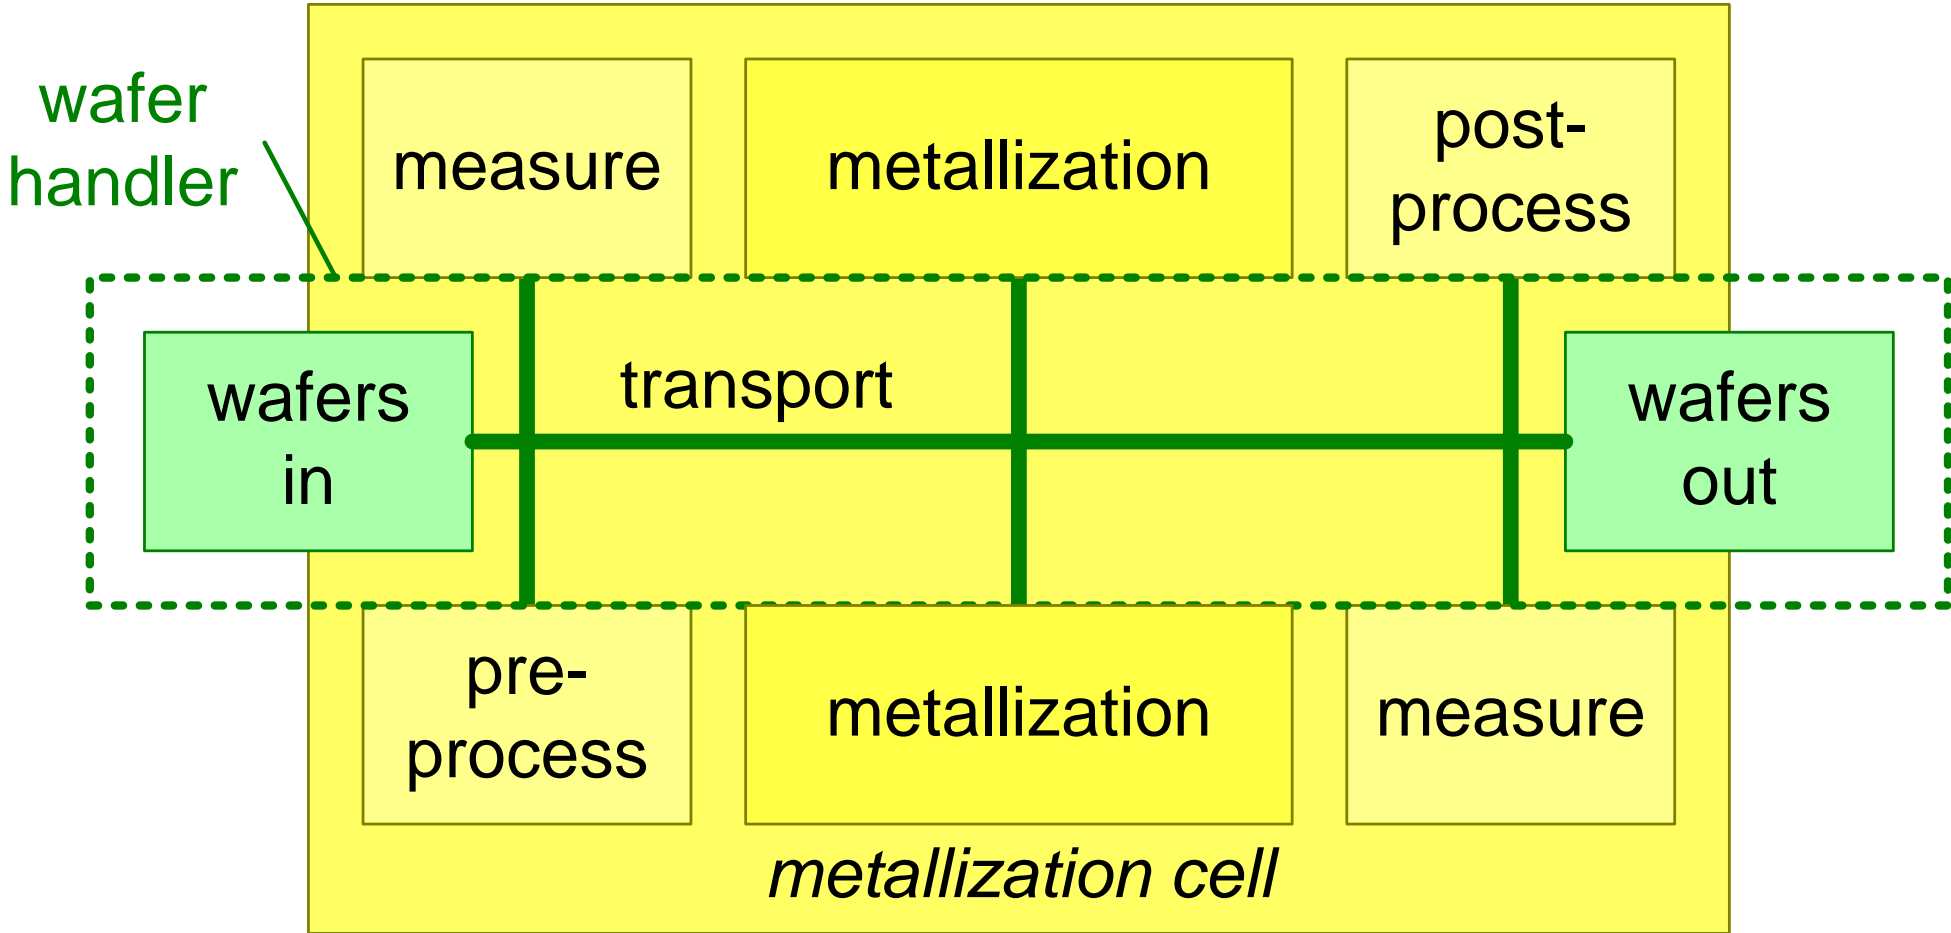 wafer
handler
measure
metallization
post-
process
wafers
in
transport
wafers
out
pre-
process
metallization
measure
metallization cell